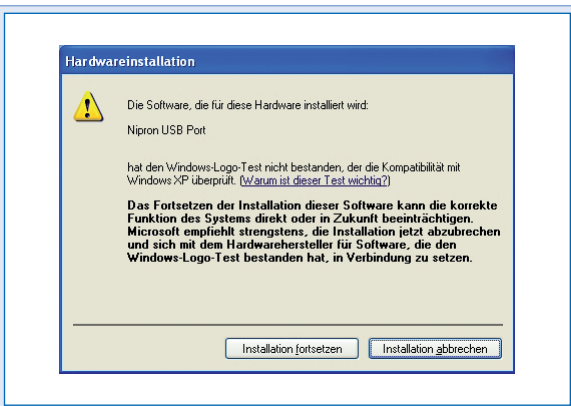 Hardwareinstallation
Die Software, die für diese Hardware installiert wird:
Nipron USB Port
hat den Windows-Logo-Test nicht bestanden, der die Kompatibilität mit
Windows XP überprüft. (Warum ist dieser Test wichtig?)
Das Fortsetzen der Installation dieser Software kann die korrekte
Funktion des Systems direkt oder in Zukunft beeinträchtigen.
Microsoft empfiehlt strengstens, die Installation jetzt abzubrechen
und sich mit dem Hardwarehersteller für Software, die den
Windows-Logo-Test bestanden hat, in Verbindung zu setzen.
Installation fortsetzen
Installation abbrechen